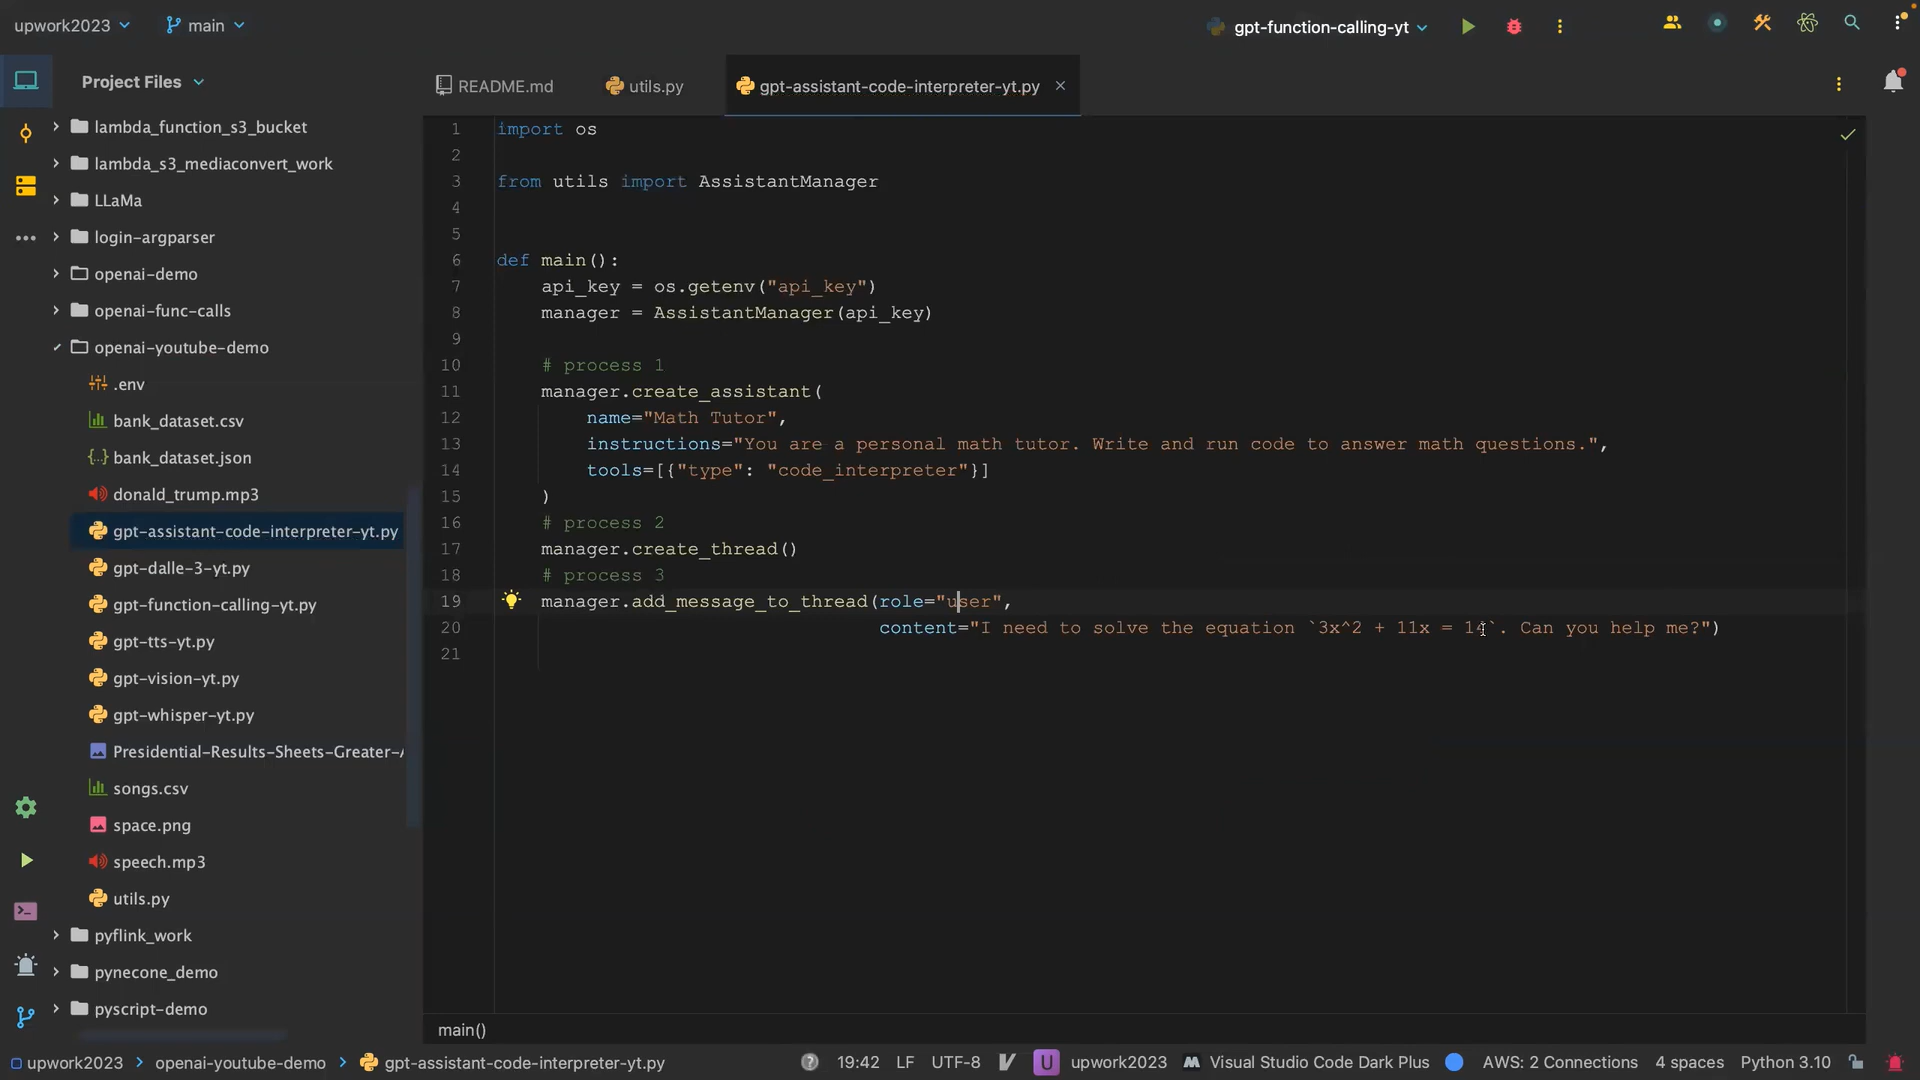 upwork2023
main
gpt-function-calling-yt
Project Files
README.md
utils.py
gpt-assistant-code-interpreter-yt.py
lambda_function_s3_bucket
lambda_s3_mediaconvert_work
LLaMa
login-argparser
openai-demo
openai-func-calls
openai-youtube-demo
.env
bank_dataset.csv
bank_dataset.json
donald_trump.mp3
gpt-assistant-code-interpreter-yt.py
gpt-dalle-3-yt.py
gpt-function-calling-yt.py
gpt-tts-yt.py
gpt-vision-yt.py
gpt-whisper-yt.py
Presidential-Results-Sheets-Greater-
songs.csv
space.png
speech.mp3
utils.py
pyflink_work
pynecone_demo
pyscript-demo
1 import os
2
3 from utils import AssistantManager
4
5
6 def main():
7 api_key = os.getenv("api_key")
8 manager = AssistantManager(api_key)
9
10 # process 1
11 manager.create_assistant(
12 name="Math Tutor",
13 instructions="You are a personal math tutor. Write and run code to answer math questions.",
14 tools=[{"type": "code_interpreter"}]
15 )
16 # process 2
17 manager.create_thread()
18 # process 3
19 manager.add_message_to_thread(role="user",
20 content="I need to solve the equation `3x^2 + 11x = 14`. Can you help me?")
21
main()
upwork2023 > openai-youtube-demo > gpt-assistant-code-interpreter-yt.py
19:42 LF UTF-8 U upwork2023 Visual Studio Code Dark Plus AWS: 2 Connections 4 spaces Python 3.10